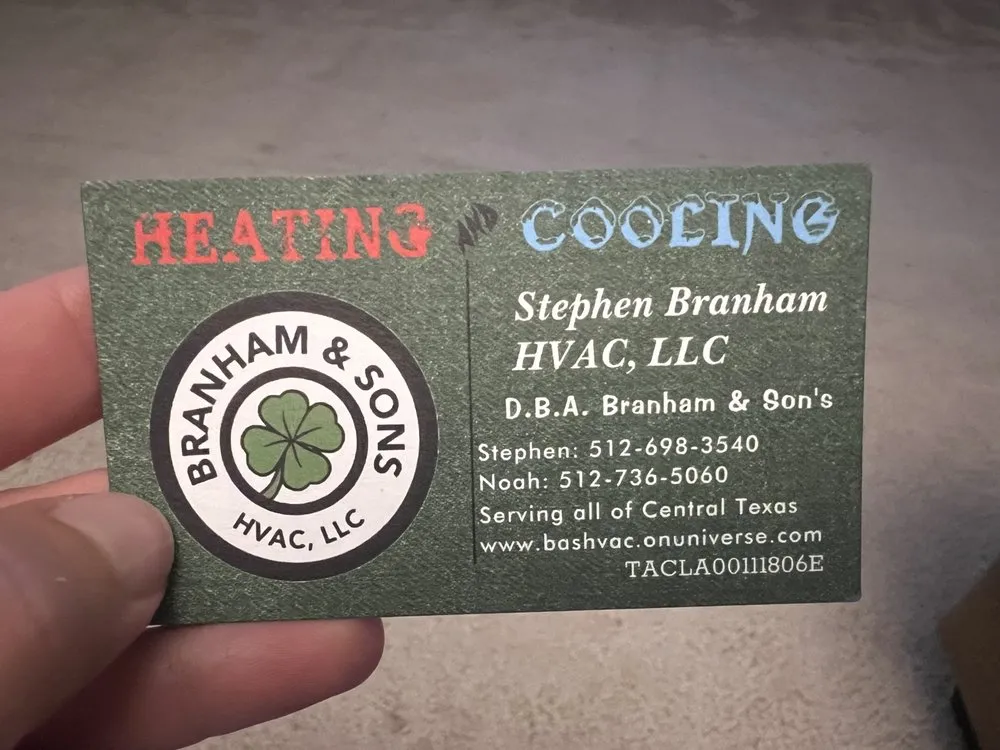 HEATING AND COOLING
BRANHAM & SONS
HVAC, LLC
Stephen Branham
HVAC, LLC
D.B.A. Branham & Son's
Stephen: 512-698-3540
Noah: 512-736-5060
Serving all of Central Texas
www.bashvac.onuniverse.com
TACLA00111806E